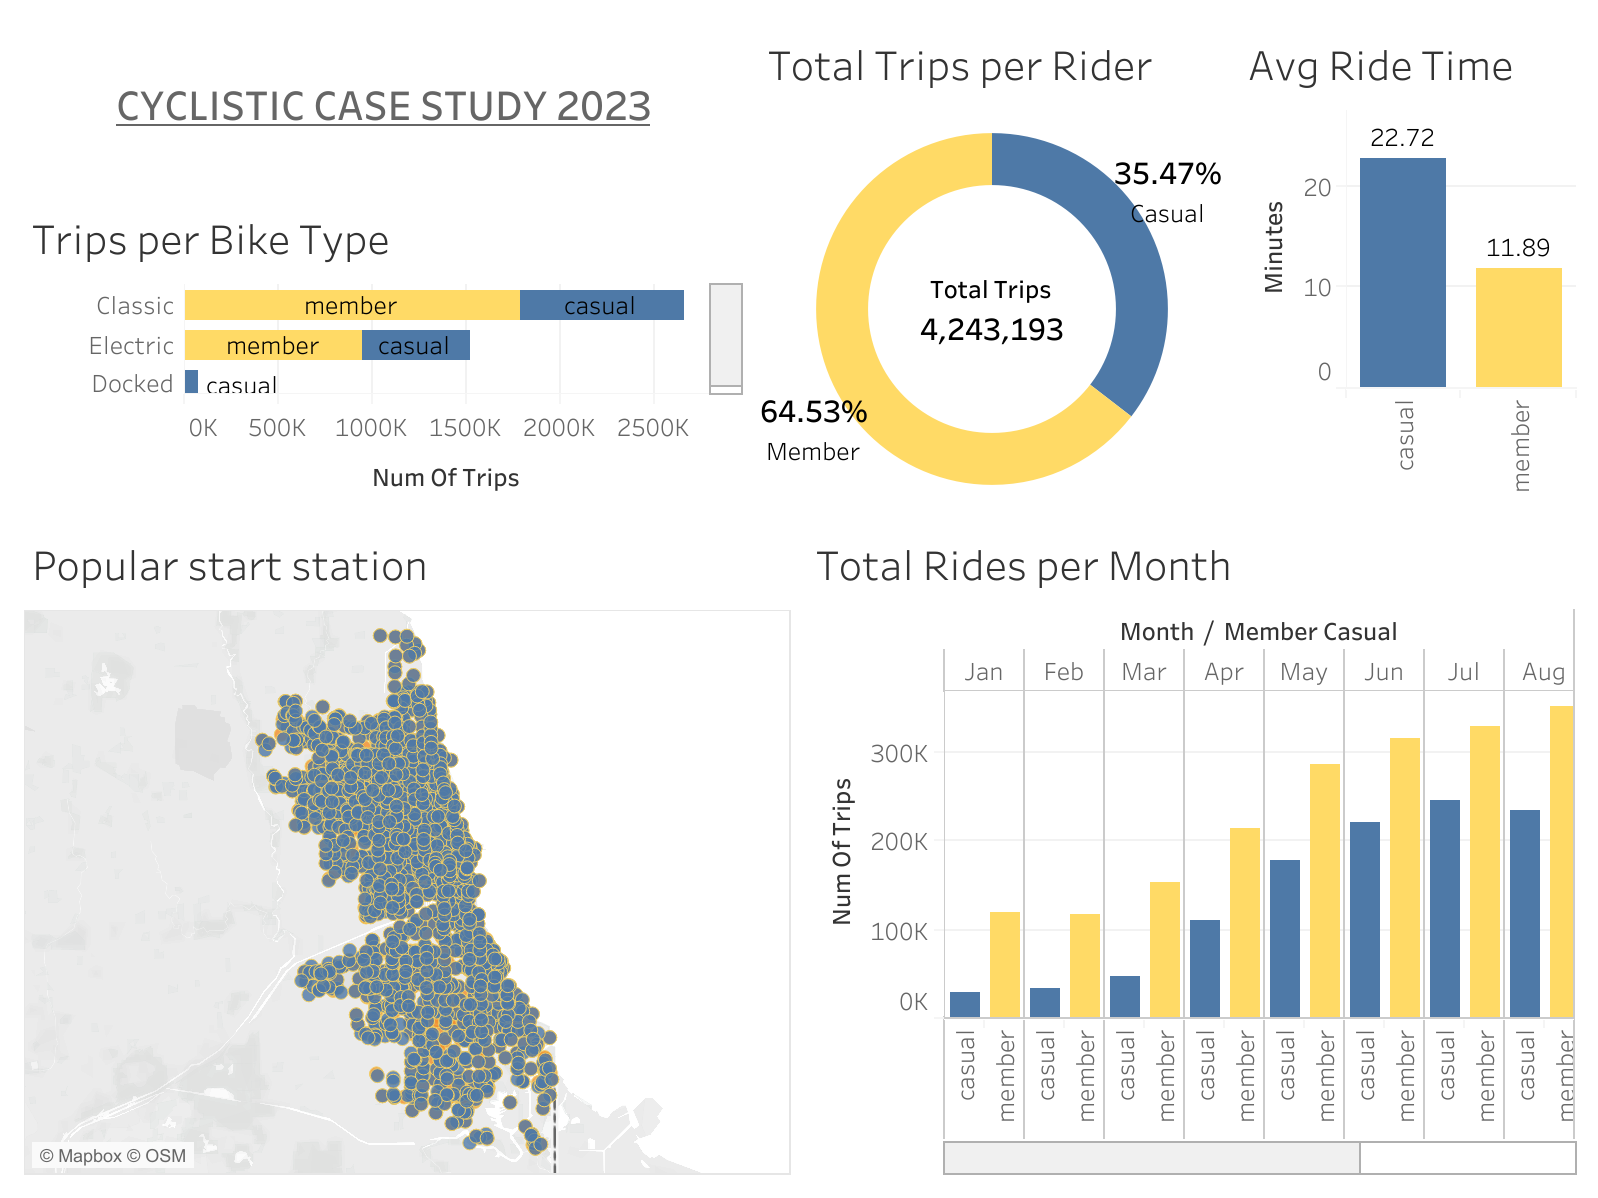 CYCLISTIC CASE STUDY 2023
Trips per Bike Type
Classic member casual
Electric member casual
Docked casual
0K 500K 1000K 1500K 2000K 2500K
Num Of Trips
Total Trips per Rider
35.47%
Casual
Total Trips
4,243,193
64.53%
Member
Avg Ride Time
22.72
11.89
Minutes
20
10
0
casual member
Popular start station
© Mapbox © OSM
Total Rides per Month
Month / Member Casual
Jan Feb Mar Apr May Jun Jul Aug
Num Of Trips
300K
200K
100K
0K
casual member casual member casual member casual member casual member casual member casual member casual member